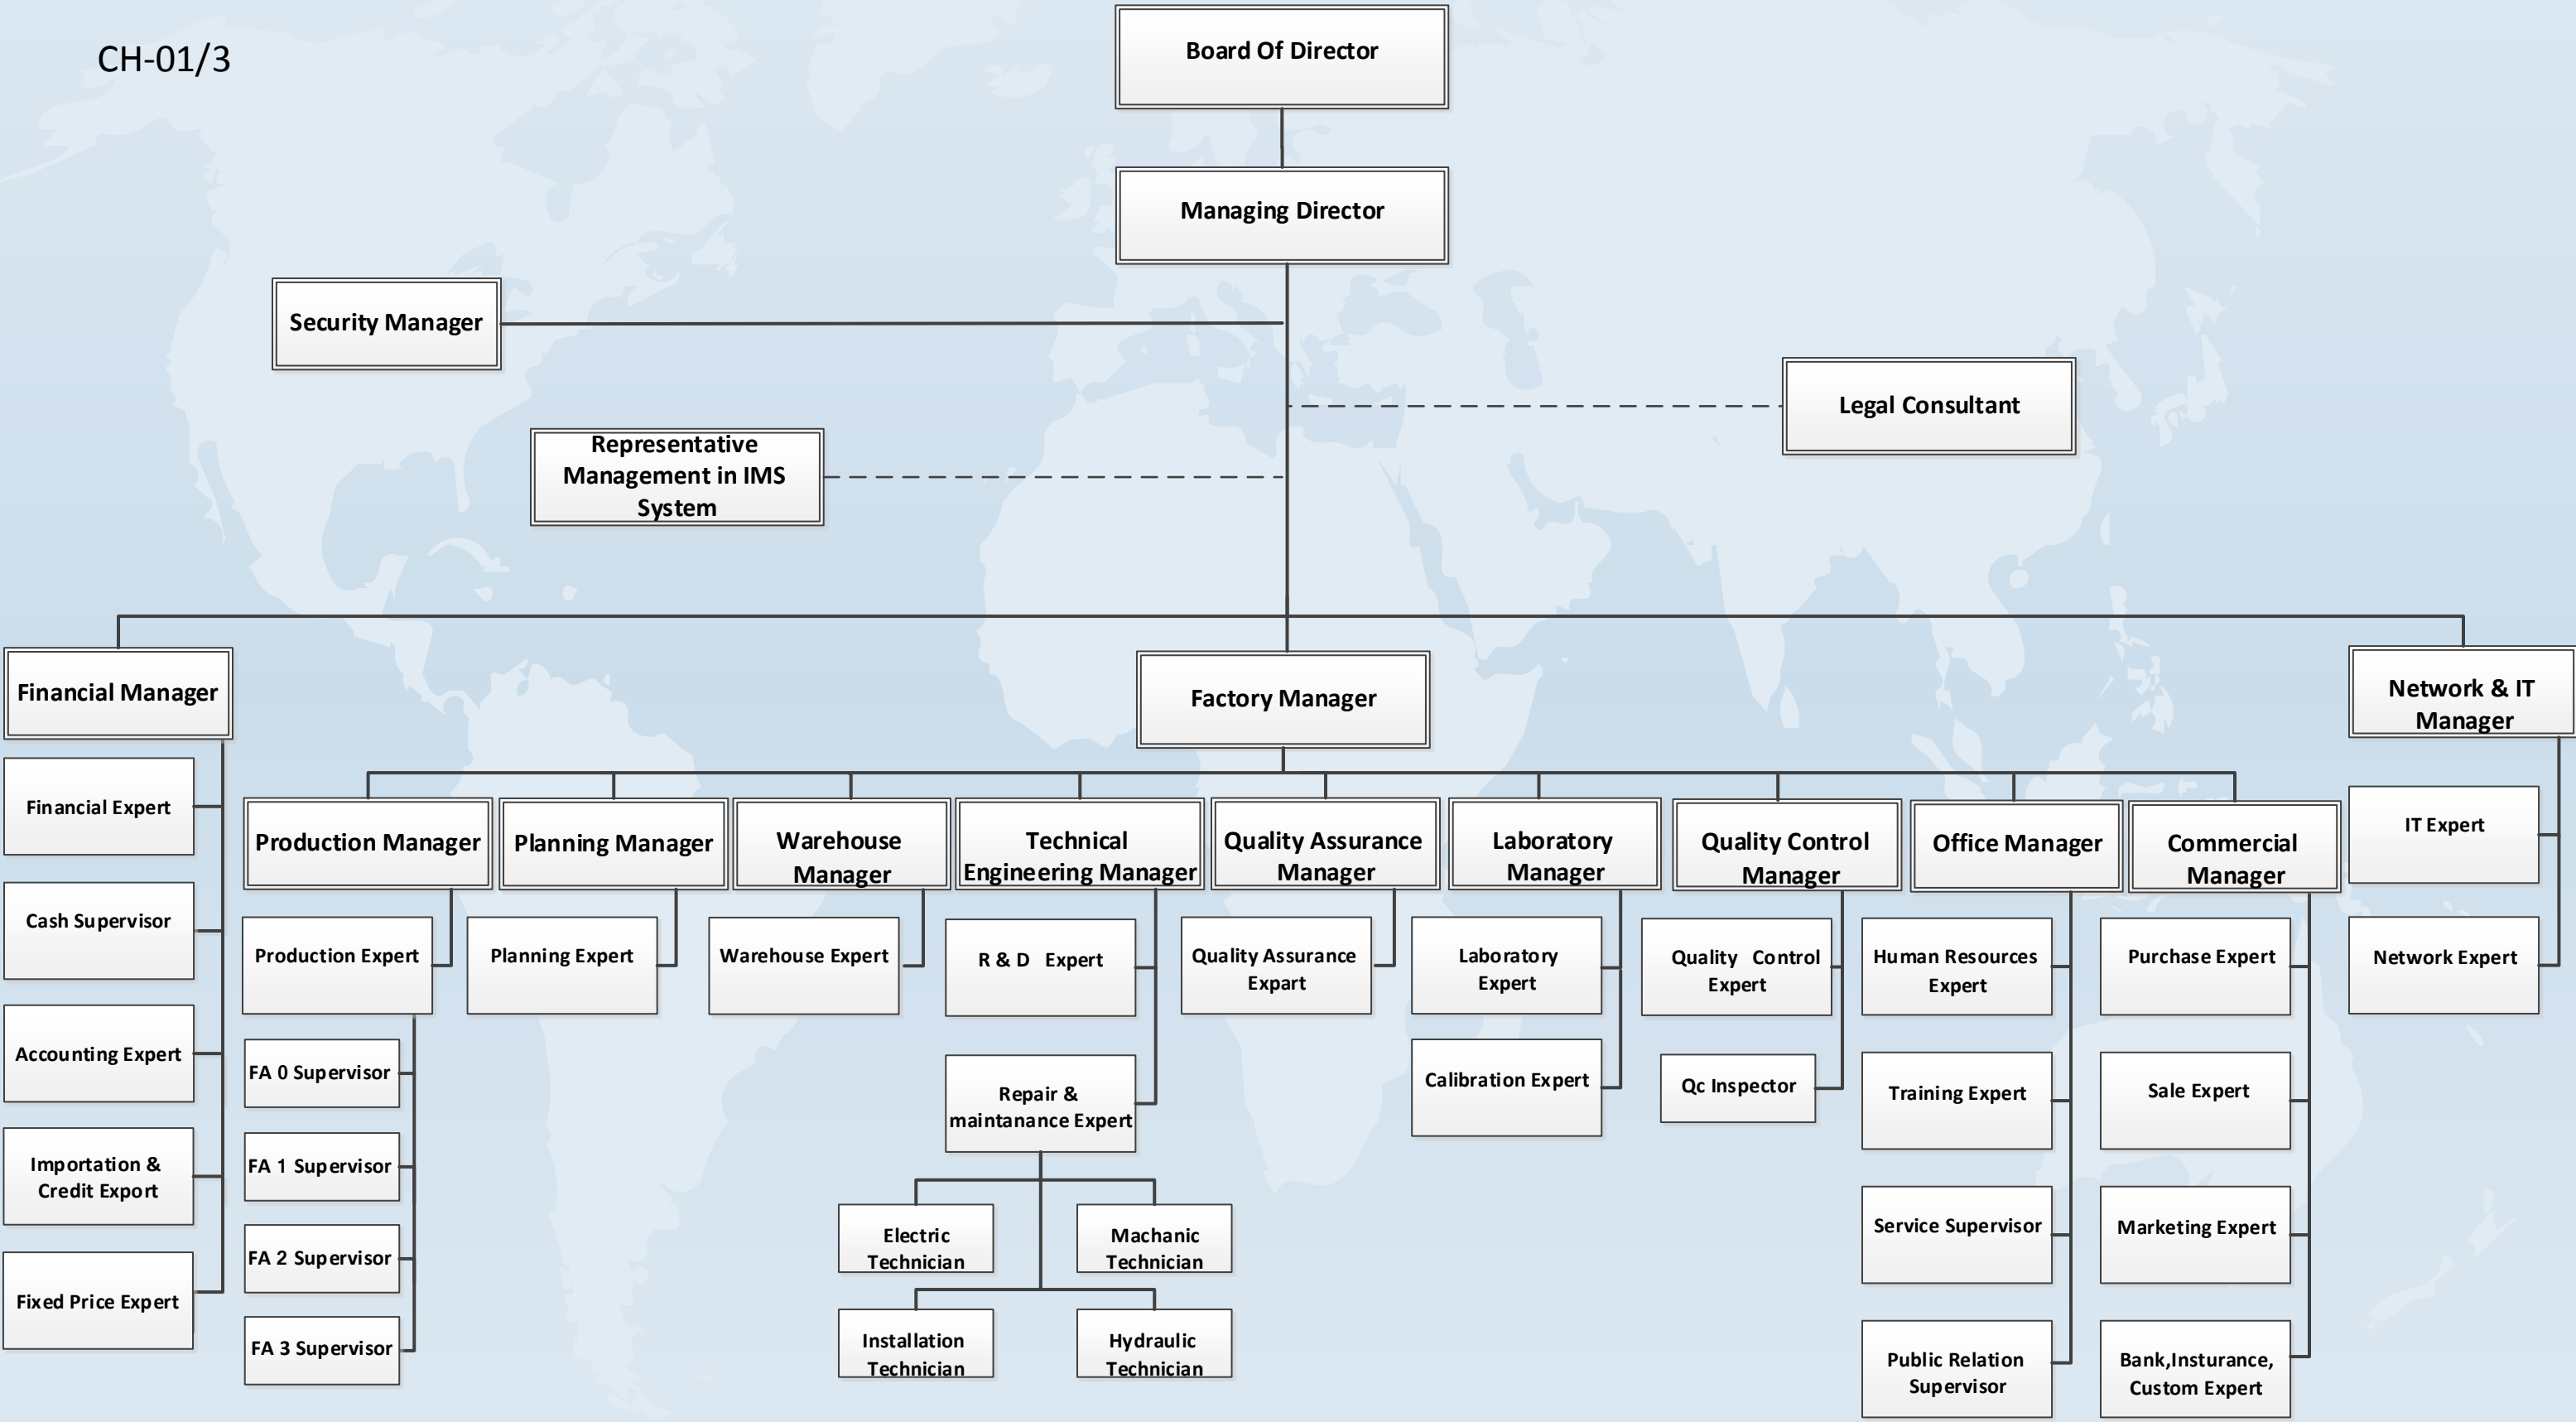 CH-01/3
Board Of Director
Managing Director
Security Manager
Legal Consultant
Representative
Management in IMS
System
Financial Manager
Factory Manager
Network & IT
Manager
Financial Expert
Cash Supervisor
Accounting Expert
Importation &
Credit Export
Fixed Price Expert
Production Manager
Production Expert
FA 0 Supervisor
FA 1 Supervisor
FA 2 Supervisor
FA 3 Supervisor
Planning Manager
Planning Expert
Warehouse
Manager
Warehouse Expert
Technical
Engineering Manager
R & D Expert
Repair &
maintanance Expert
Electric
Technician
Machanic
Technician
Installation
Technician
Hydraulic
Technician
Quality Assurance
Manager
Quality Assurance
Expart
Laboratory
Manager
Laboratory
Expert
Calibration Expert
Quality Control
Manager
Quality Control
Expert
Qc Inspector
Office Manager
Human Resources
Expert
Training Expert
Service Supervisor
Public Relation
Supervisor
Commercial
Manager
Purchase Expert
Sale Expert
Marketing Expert
Bank,Insturance,
Custom Expert
IT Expert
Network Expert